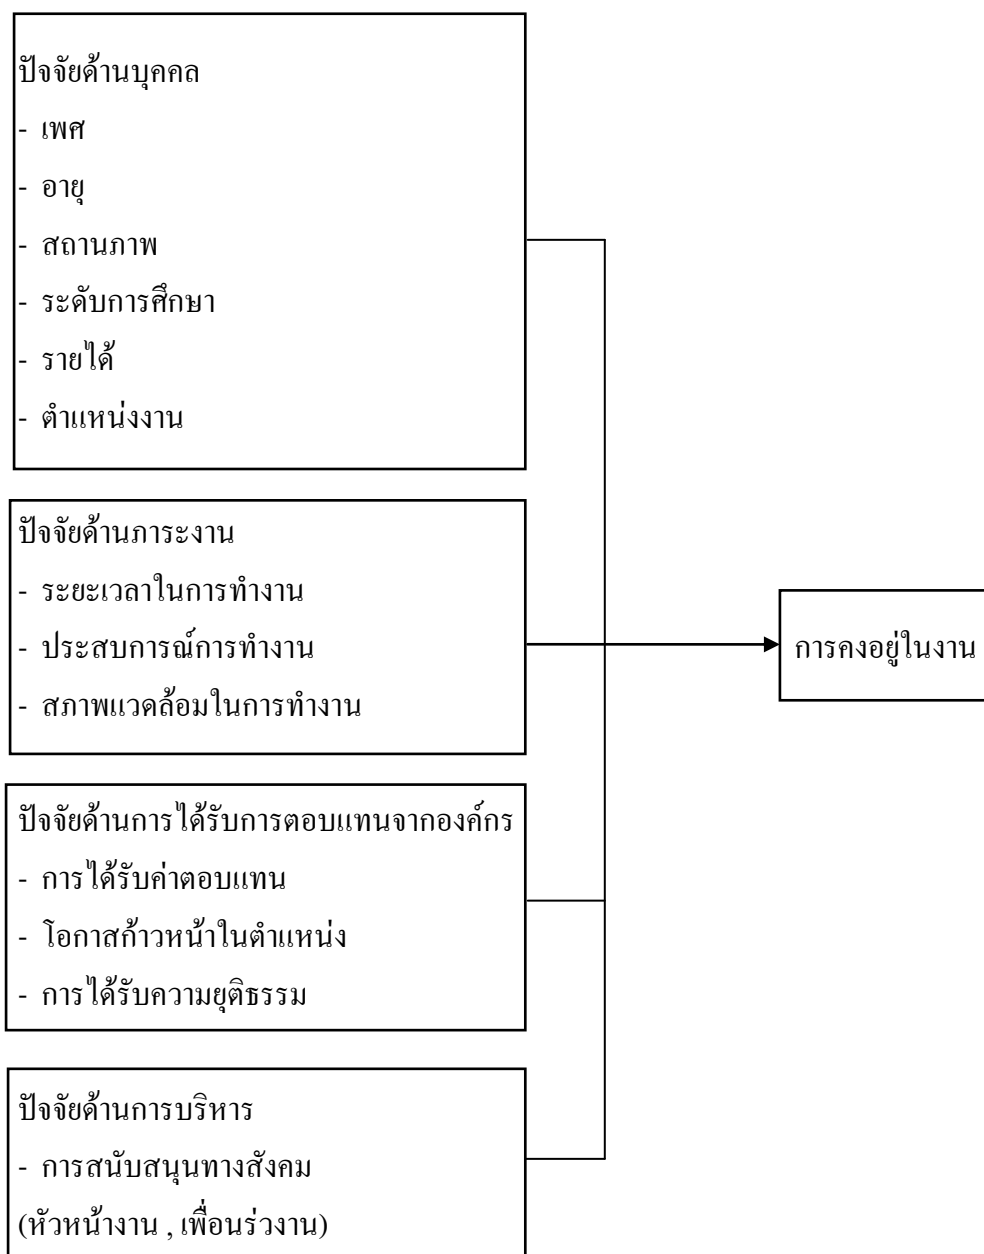 ปัจจัยด้านบุคคล
- เพศ
- อายุ
- สถานภาพ
- ระดับการศึกษา
- รายได้
- ตำแหน่งงาน
ปัจจัยด้านภาระงาน
- ระยะเวลาในการทำงาน
- ประสบการณ์การทำงาน
- สภาพแวดล้อมในการทำงาน
การคงอยู่ในงาน
ปัจจัยด้านการได้รับการตอบแทนจากองค์กร
- การได้รับค่าตอบแทน
- โอกาสก้าวหน้าในตำแหน่ง
- การได้รับความยุติธรรม
ปัจจัยด้านการบริหาร
- การสนับสนุนทางสังคม
(หัวหน้างาน , เพื่อนร่วงาน)